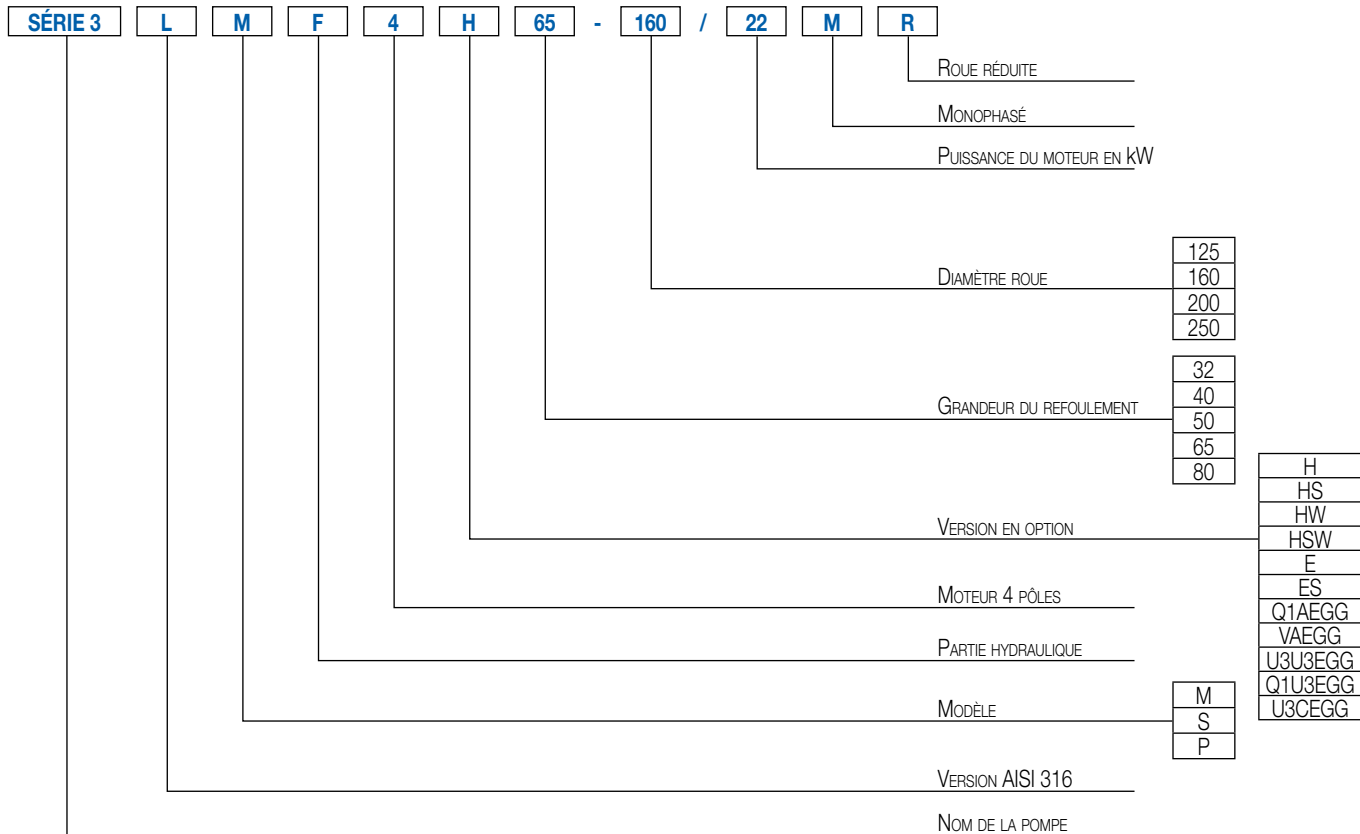 SÉRIE 3 L M F 4 H 65 - 160 / 22 M R
ROUE RÉDUITE
MONOPHASÉ
PUISSANCE DU MOTEUR EN kW
DIAMÈTRE ROUE
125
160
200
250
GRANDEUR DU REFOULEMENT
32
40
50
65
80
VERSION EN OPTION
H
HS
HW
HSW
E
ES
Q1AEGG
VAEGG
U3U3EGG
Q1U3EGG
U3CEGG
MOTEUR 4 PÔLES
PARTIE HYDRAULIQUE
MODÈLE
M
S
P
VERSION AISI 316
NOM DE LA POMPE